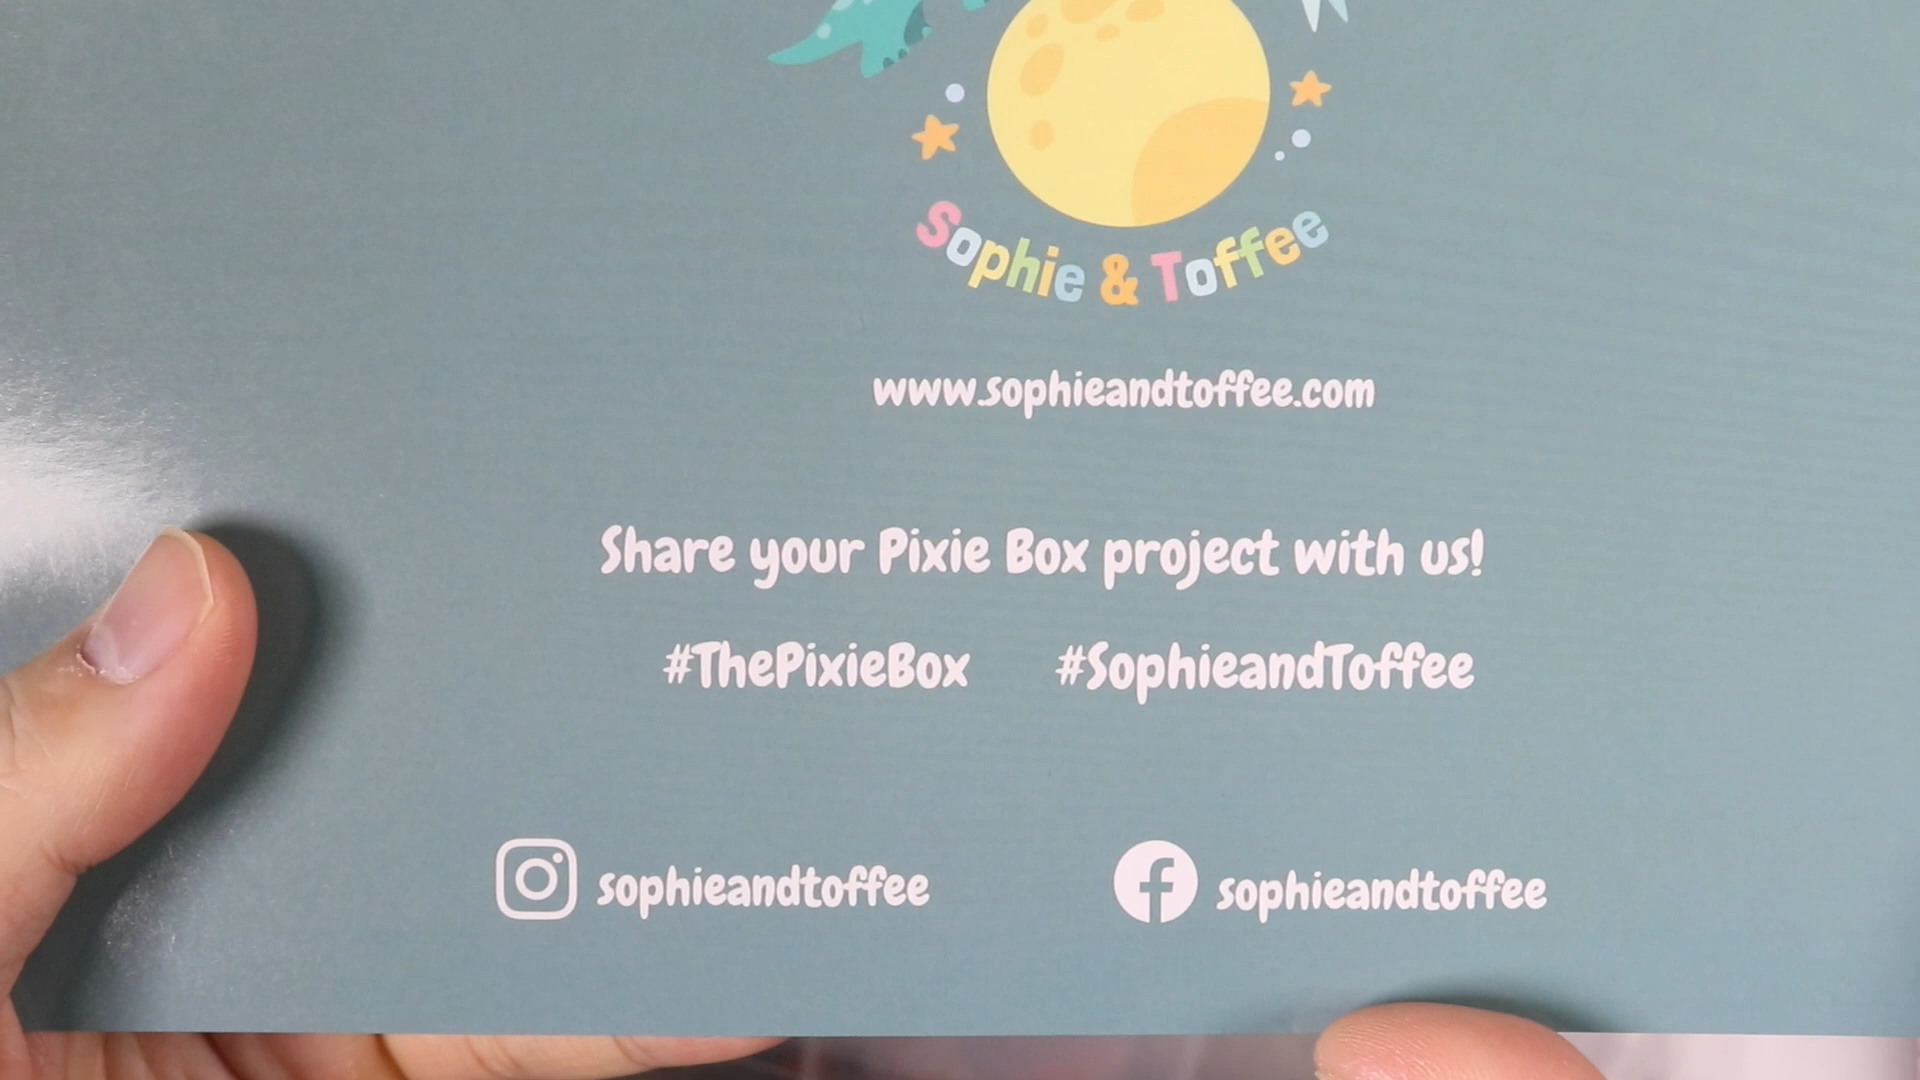 Sophie & Toffee
www.sophieandtoffee.com
Share your Pixie Box project with us!
#ThePixieBox #SophieandToffee
sophieandtoffee sophieandtoffee